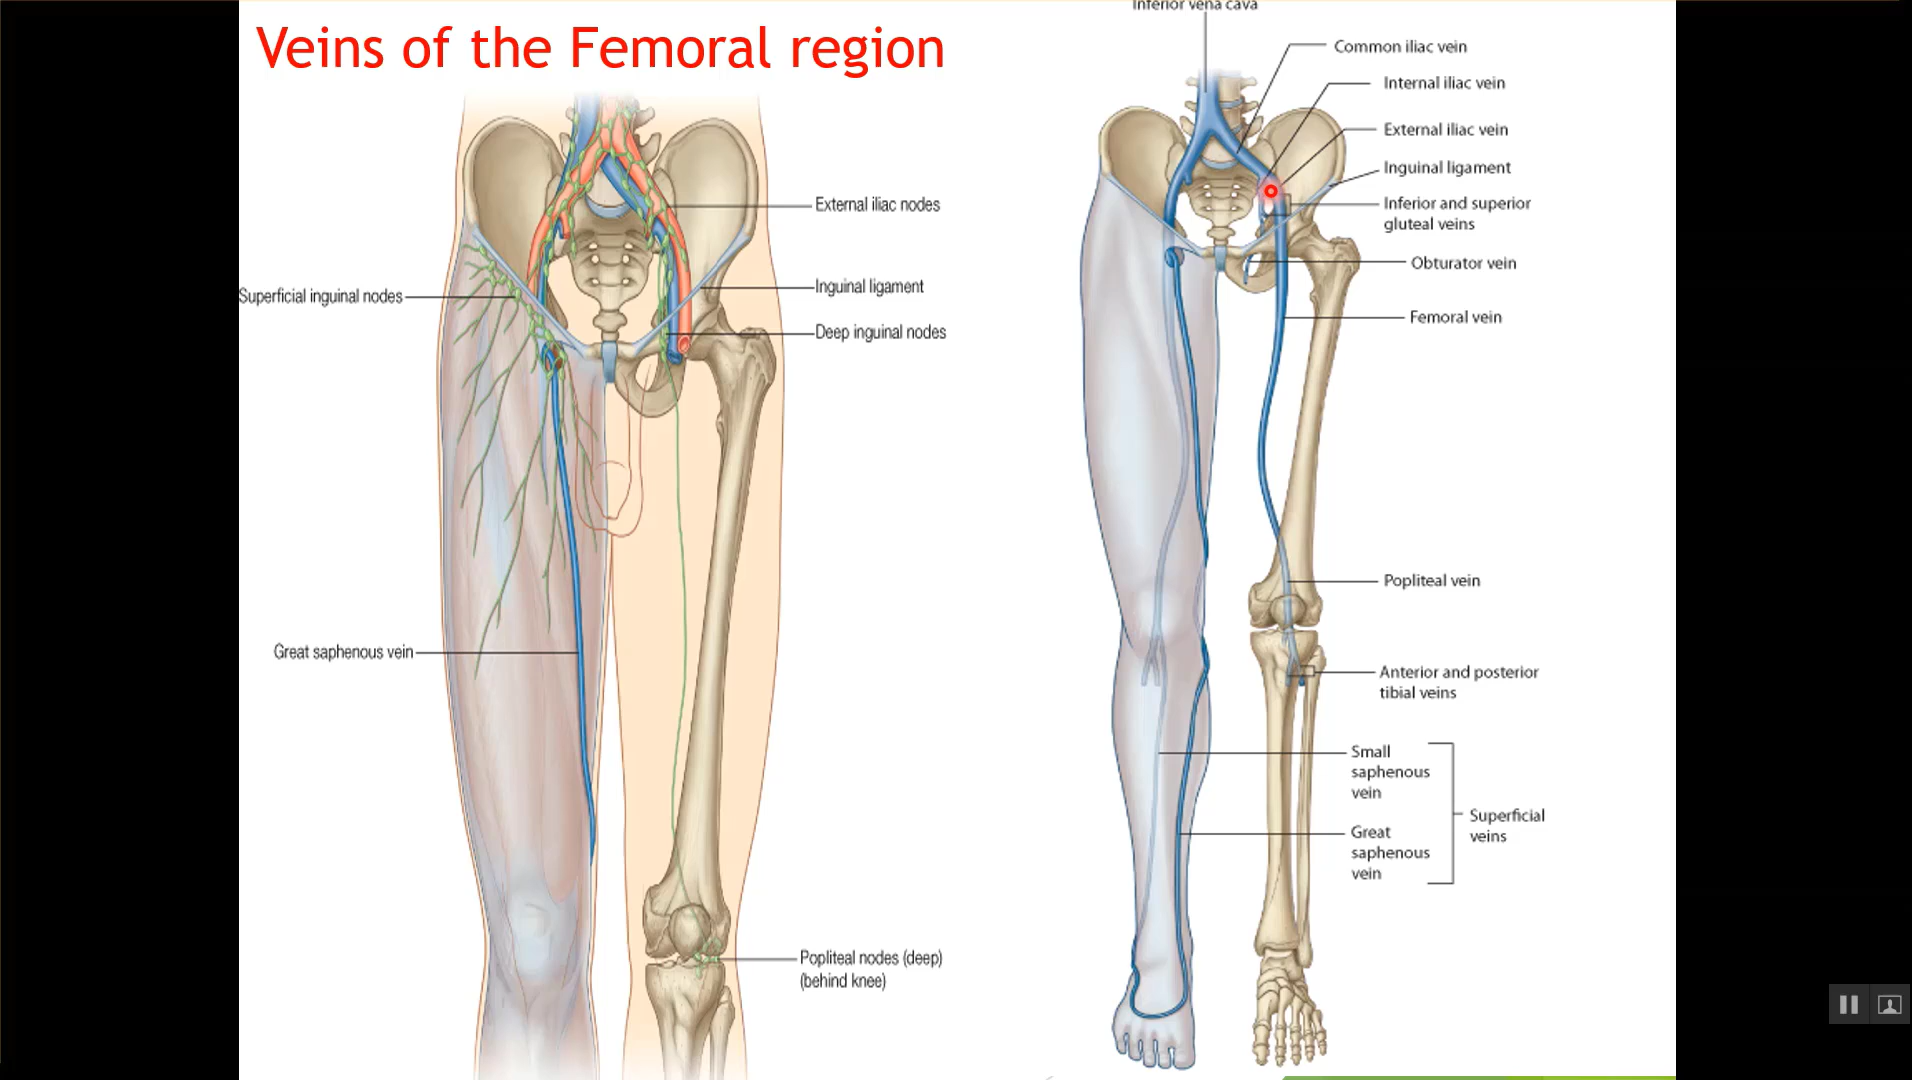 Veins of the Femoral region
External iliac nodes
Superficial inguinal nodes
Inguinal ligament
Deep inguinal nodes
Great saphenous vein
Popliteal nodes (deep)
(behind knee)
Inferior vena cava
Common iliac vein
Internal iliac vein
External iliac vein
Inguinal ligament
Inferior and superior
gluteal veins
Obturator vein
Femoral vein
Popliteal vein
Anterior and posterior
tibial veins
Small
saphenous
vein
Great
saphenous
vein
Superficial
veins